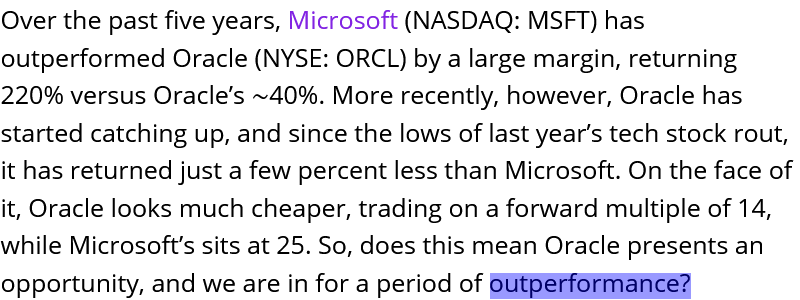 Over the past five years, Microsoft (NASDAQ: MSFT) has
outperformed Oracle (NYSE: ORCL) by a large margin, returning
220% versus Oracle’s ~40%. More recently, however, Oracle has
started catching up, and since the lows of last year’s tech stock rout,
it has returned just a few percent less than Microsoft. On the face of
it, Oracle looks much cheaper, trading on a forward multiple of 14,
while Microsoft’s sits at 25. So, does this mean Oracle presents an
opportunity, and we are in for a period of outperformance?